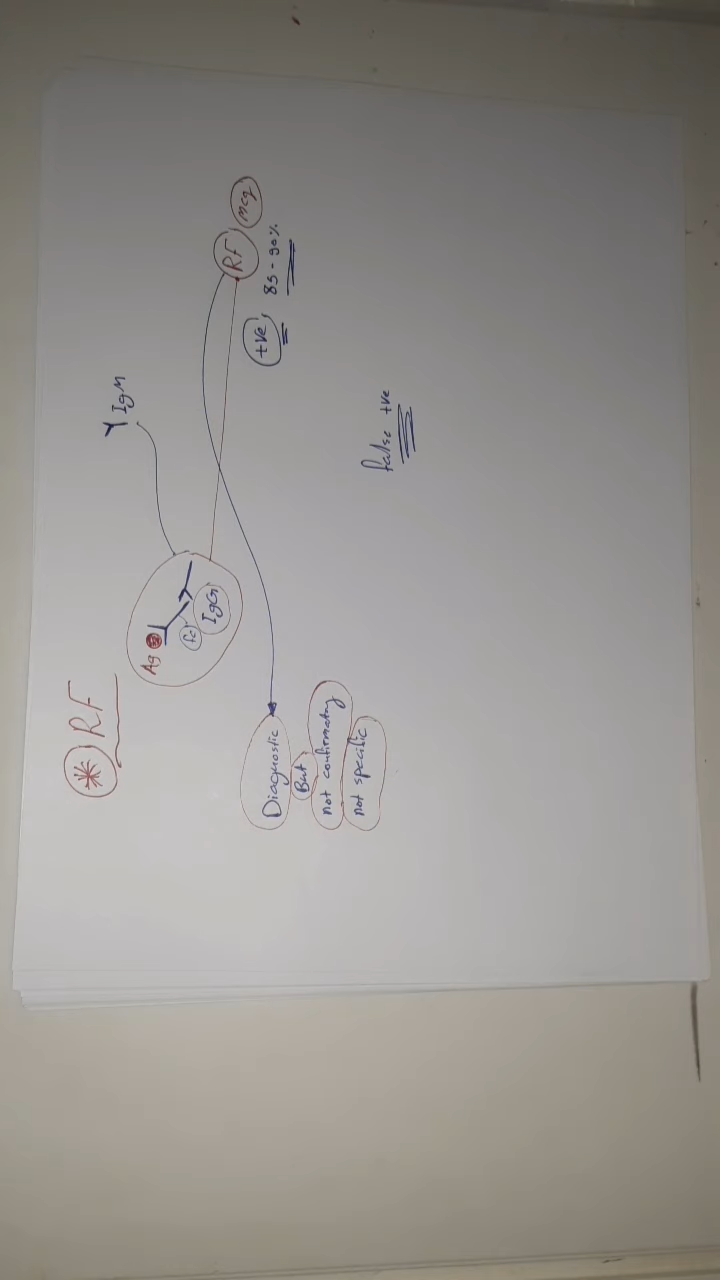 RF
Ag
Fc
IgG
IgM
RF
Mcq
+ve
85 - 90%
Diagnostic
But
not confirmatory
not specific
false +ve